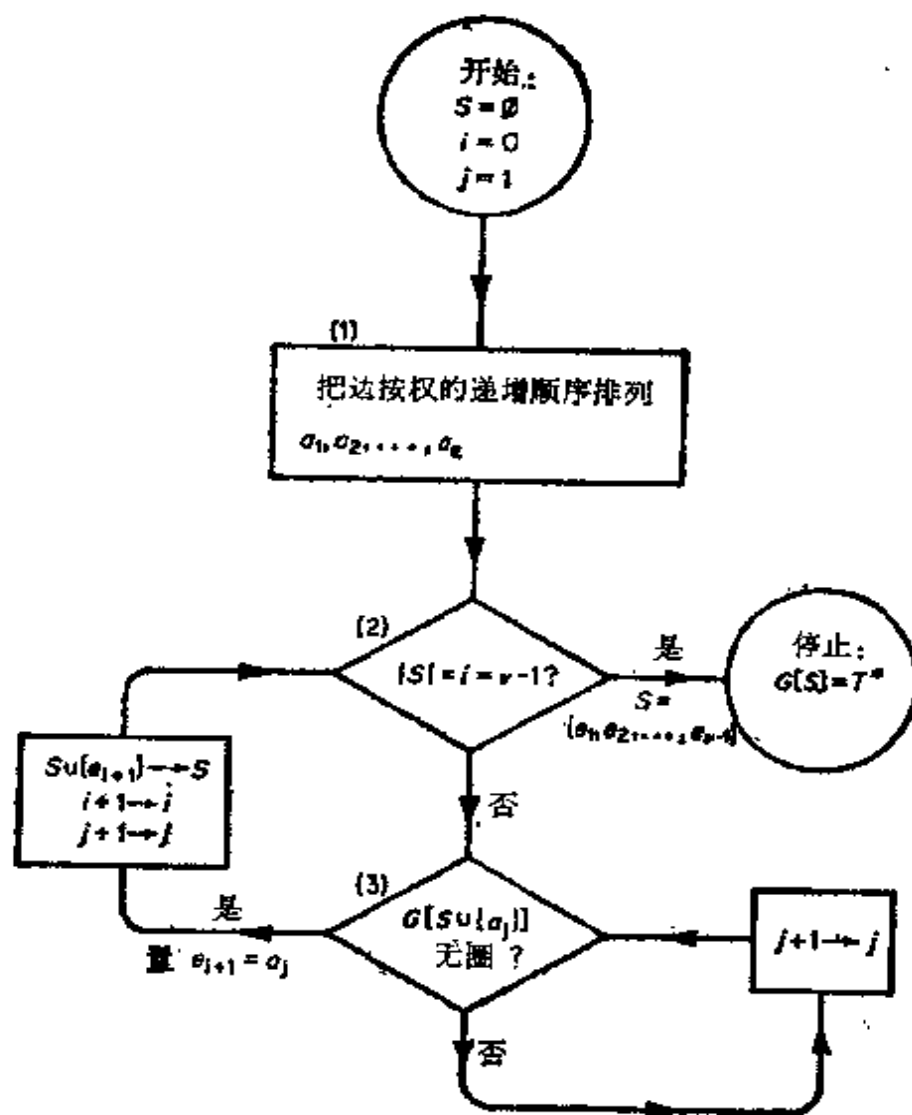 开始:
S = Ø
i = 0
j = 1
(1)
把边按权的递增顺序排列
a₁, a₂, ...., aε
(2)
|S| = i = ν-1?
是
S =
{e₁, e₂, ...., eν₋₁}
停止:
G[S] = T*
S∪{eᵢ₊₁}→S
i+1→i
j+1→j
否
(3)
G[S∪{aⱼ}]
无圈 ?
是
置 eᵢ₊₁ = aⱼ
j+1→j
否